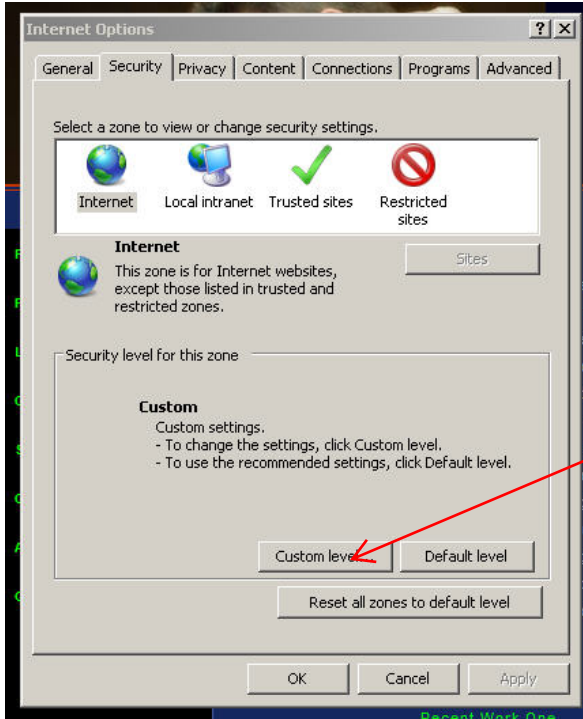 Internet Options
General Security Privacy Content Connections Programs Advanced
Select a zone to view or change security settings.
Internet Local intranet Trusted sites Restricted
sites
Internet
Sites
This zone is for Internet websites,
except those listed in trusted and
restricted zones.
Security level for this zone
Custom
Custom settings.
- To change the settings, click Custom level.
- To use the recommended settings, click Default level.
Custom level... Default level
Reset all zones to default level
OK Cancel Apply
Recent Work One